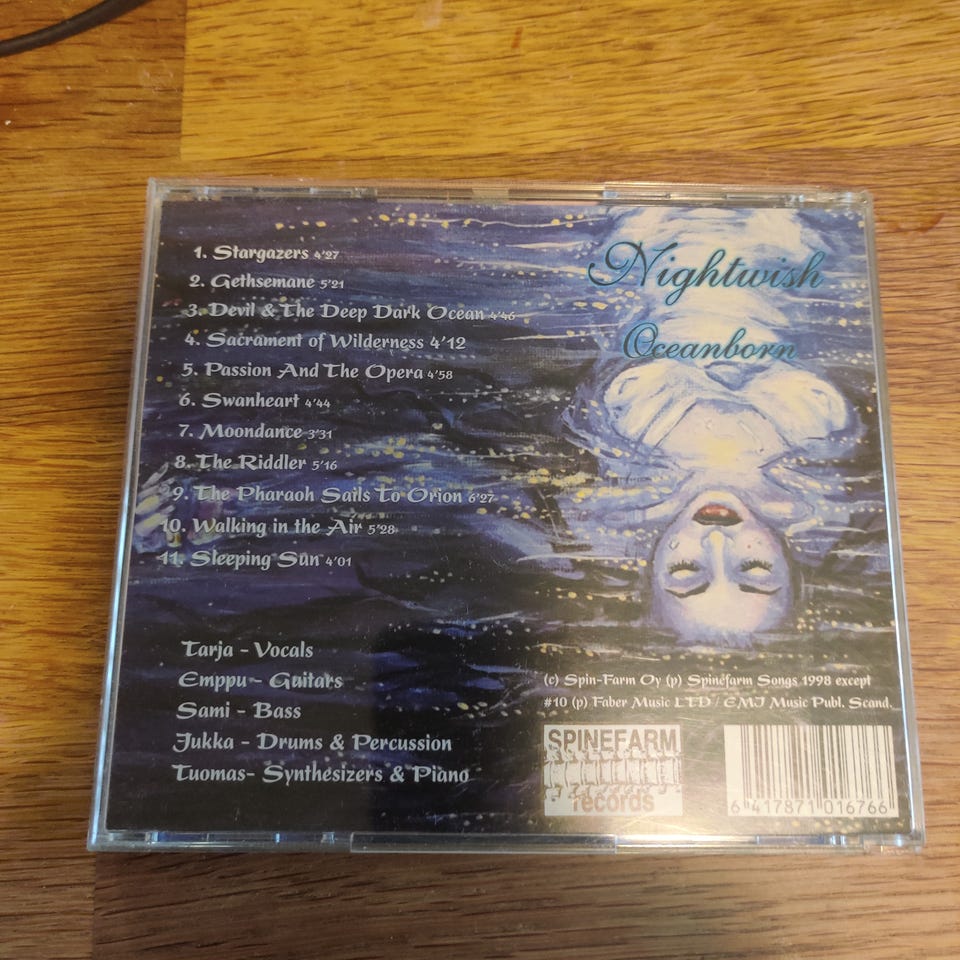 1. Stargazers 4'27
2. Gethsemane 5'21
3. Devil & The Deep Dark Ocean 4'46
4. Sacrament of Wilderness 4'12
5. Passion And The Opera 4'58
6. Swanheart 4'44
7. Moondance 3'31
8. The Riddler 5'16
9. The Pharaoh Sails To Orion 6'27
10. Walking in the Air 5'28
11. Sleeping Sun 4'01
Nightwish
Oceanborn
Tarja - Vocals
Emppu - Guitars
Sami - Bass
Jukka - Drums & Percussion
Tuomas- Synthesizers & Piano
(c) Spin-Farm Oy (p) Spinefarm Songs 1998 except
#10 (p) Faber Music LTD / EMI Music Publ. Scand.
SPINEFARM
records
6 417871 016766